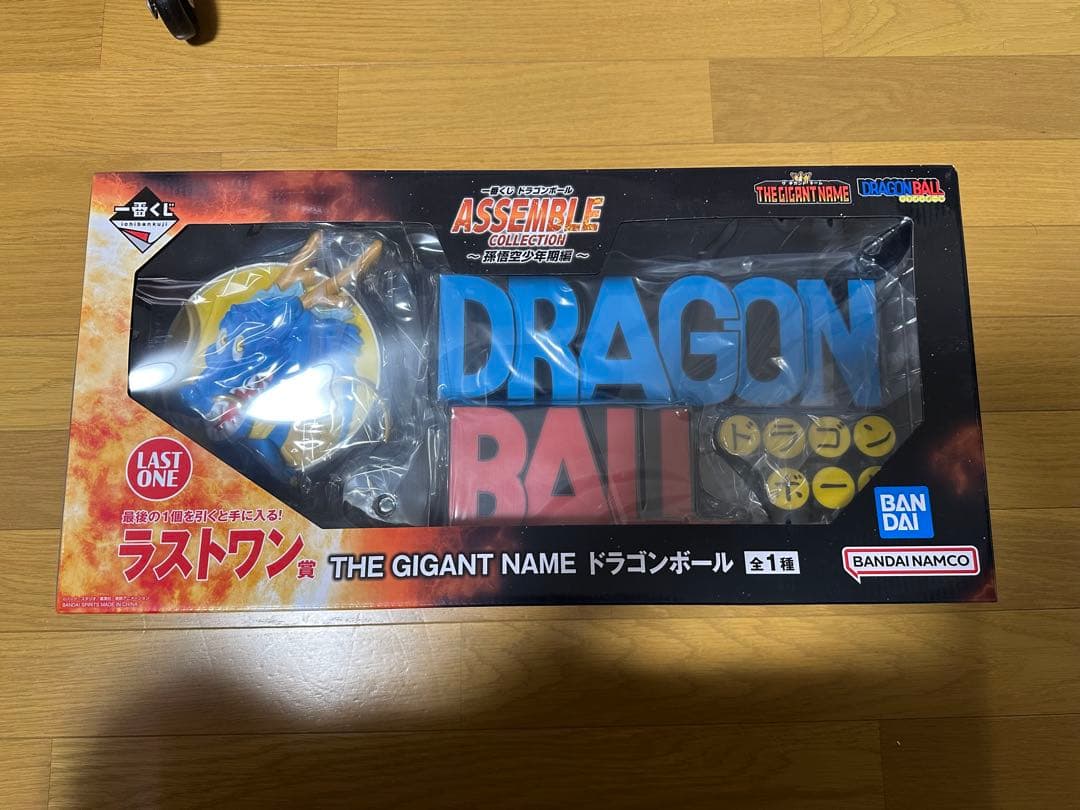 一番くじ
ichibankuji
一番くじ ドラゴンボール
ASSEMBLE
COLLECTION
～孫悟空少年期編～
THE GIGANT NAME
DRAGON BALL
DRAGON
BALL
ドラゴン
ボー
LAST
ONE
最後の1個を引くと手に入る!
ラストワン賞
THE GIGANT NAME ドラゴンボール 全1種
BAN
DAI
BANDAI NAMCO
BANDAI SPIRITS MADE IN CHINA